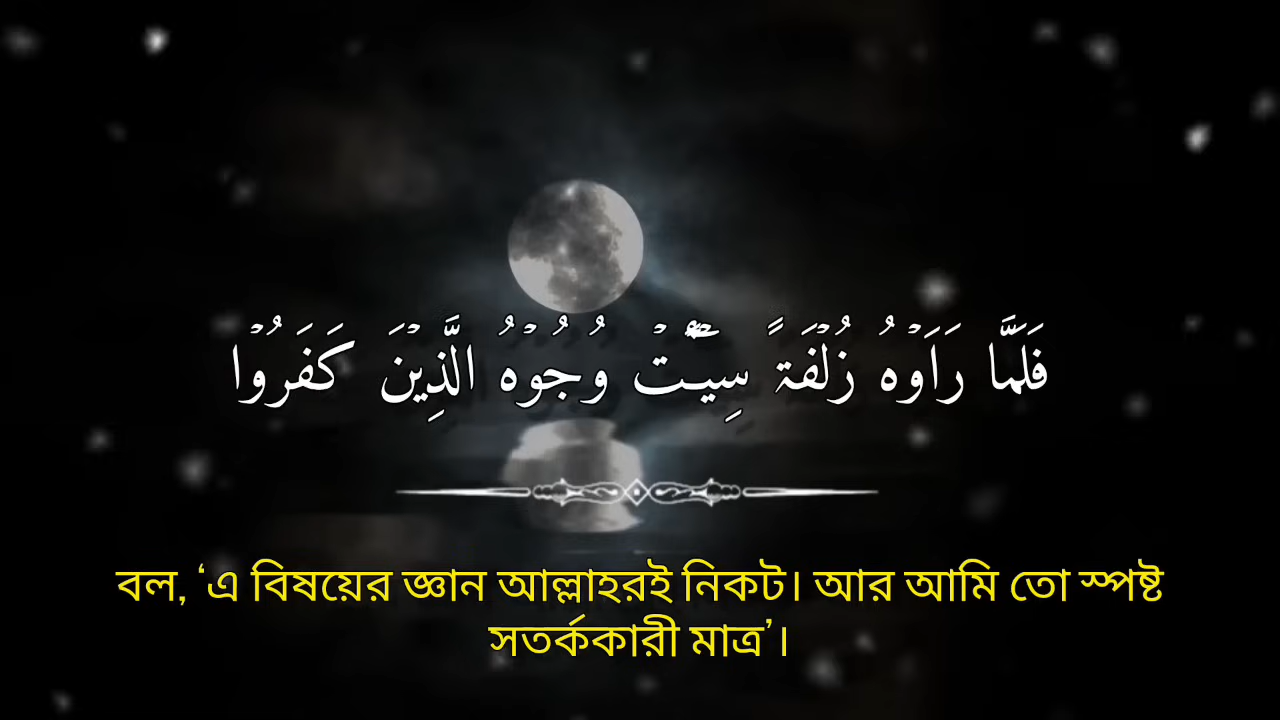 فَلَمَّا رَاَوۡهُ زُلۡفَۃً سِیۡٓـَٔتۡ وُجُوۡهُ الَّذِیۡنَ کَفَرُوۡا
বল, ‘এ বিষয়ের জ্ঞান আল্লাহরই নিকট। আর আমি তো স্পষ্ট
সতর্ককারী মাত্র’।